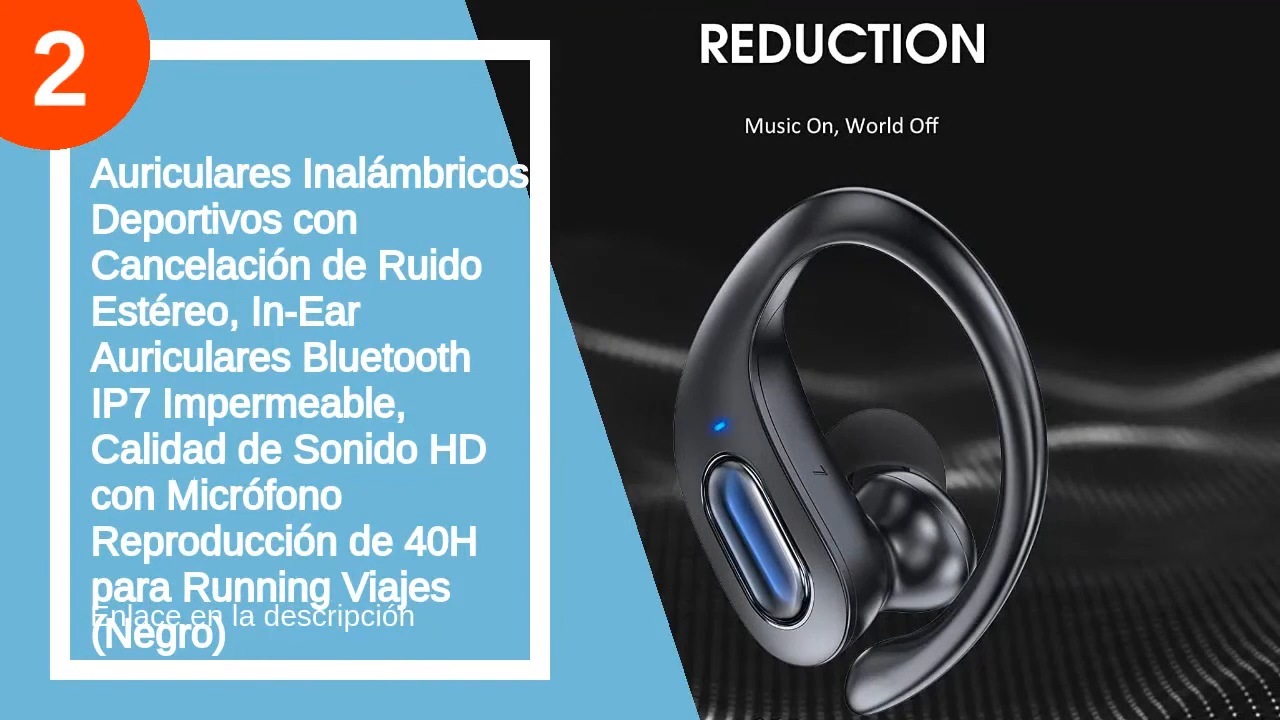 2
Auriculares Inalámbricos
Deportivos con
Cancelación de Ruido
Estéreo, In-Ear
Auriculares Bluetooth
IP7 Impermeable,
Calidad de Sonido HD
con Micrófono
Reproducción de 40H
para Running Viajes
(Negro)
Enlace en la descripción
REDUCTION
Music On, World Off